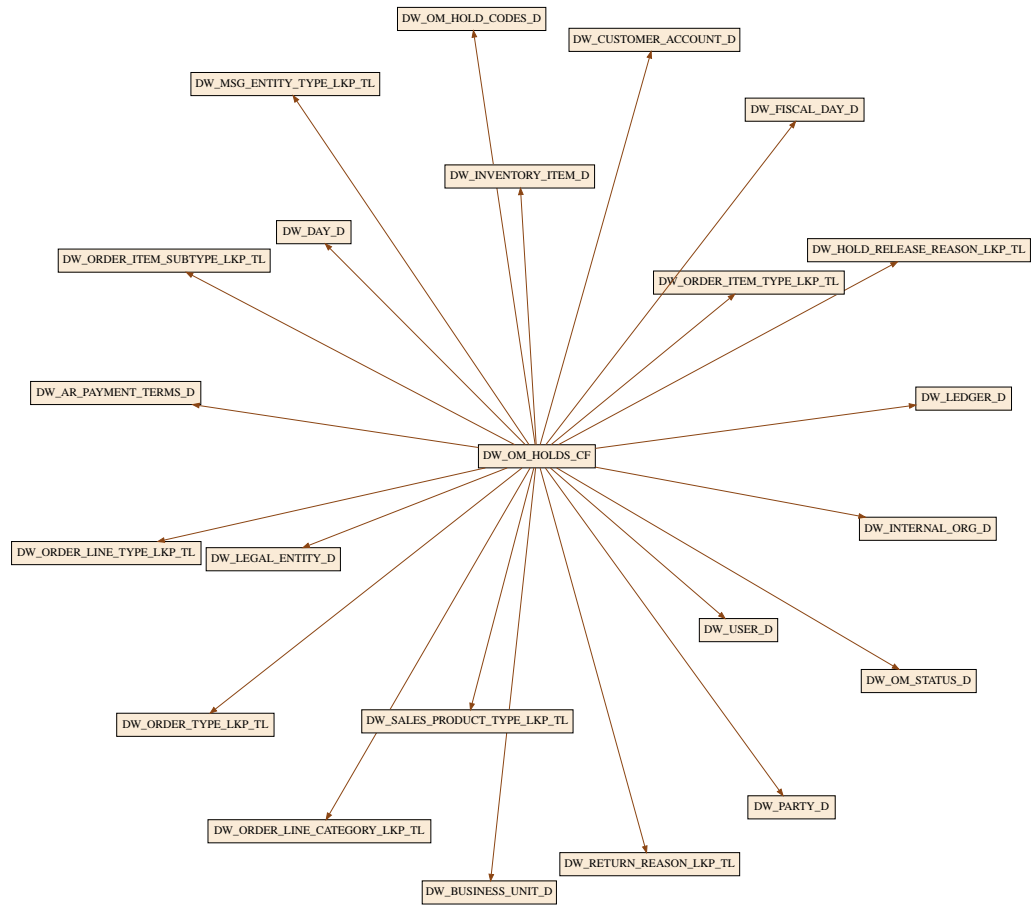 DW_OM_HOLD_CODES_D
DW_CUSTOMER_ACCOUNT_D
DW_MSG_ENTITY_TYPE_LKP_TL
DW_FISCAL_DAY_D
DW_INVENTORY_ITEM_D
DW_DAY_D
DW_HOLD_RELEASE_REASON_LKP_TL
DW_ORDER_ITEM_SUBTYPE_LKP_TL
DW_ORDER_ITEM_TYPE_LKP_TL
DW_AR_PAYMENT_TERMS_D
DW_LEDGER_D
DW_OM_HOLDS_CF
DW_INTERNAL_ORG_D
DW_ORDER_LINE_TYPE_LKP_TL
DW_LEGAL_ENTITY_D
DW_USER_D
DW_OM_STATUS_D
DW_ORDER_TYPE_LKP_TL
DW_SALES_PRODUCT_TYPE_LKP_TL
DW_PARTY_D
DW_ORDER_LINE_CATEGORY_LKP_TL
DW_RETURN_REASON_LKP_TL
DW_BUSINESS_UNIT_D